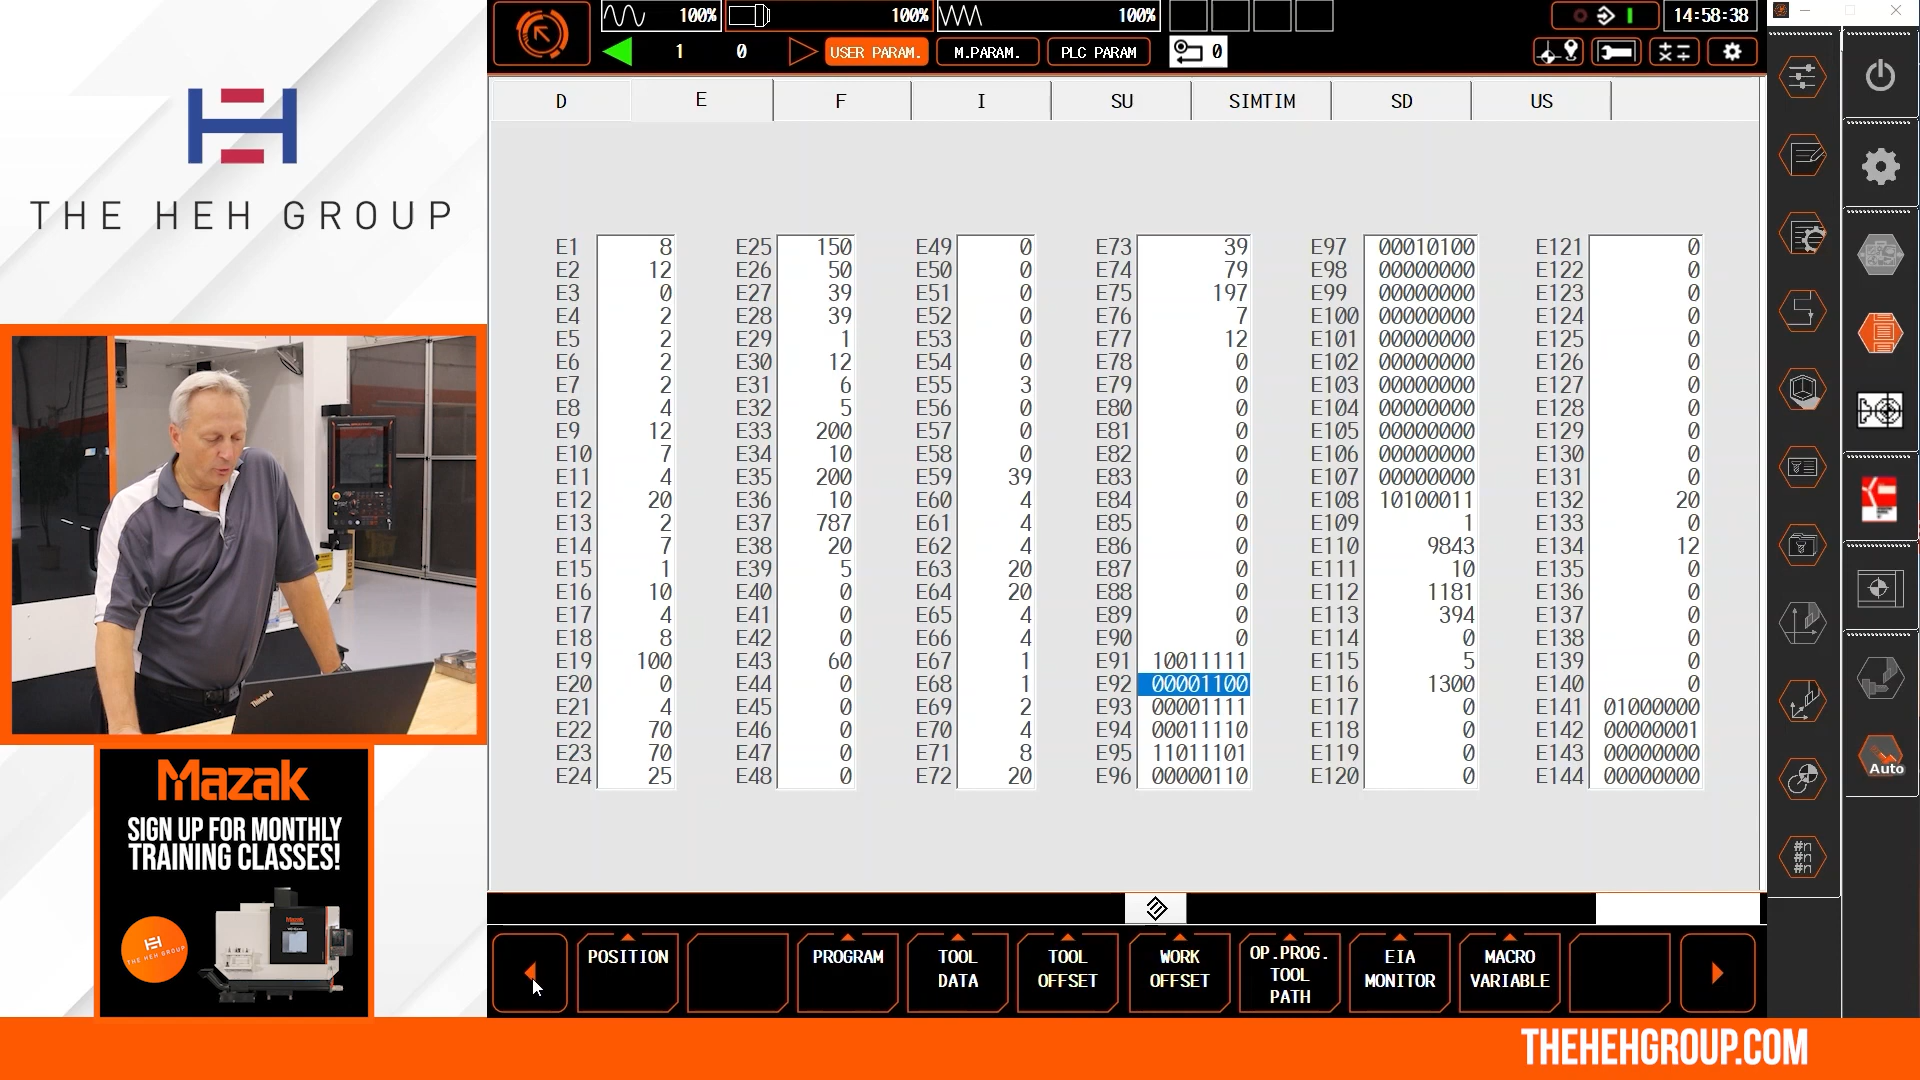 THE HEH GROUP
Mazak
SIGN UP FOR MONTHLY
TRAINING CLASSES!
THE HEH GROUP
100%
100%
100%
14:58:38
1
0
USER PARAM.
M.PARAM.
PLC PARAM
0
D
E
F
I
SU
SIMTIM
SD
US
E1 8 E25 150 E49 0 E73 39 E97 00010100 E121 0
E2 12 E26 50 E50 0 E74 79 E98 00000000 E122 0
E3 0 E27 39 E51 0 E75 197 E99 00000000 E123 0
E4 2 E28 39 E52 0 E76 7 E100 00000000 E124 0
E5 2 E29 1 E53 0 E77 12 E101 00000000 E125 0
E6 2 E30 12 E54 0 E78 0 E102 00000000 E126 0
E7 2 E31 6 E55 3 E79 0 E103 00000000 E127 0
E8 4 E32 5 E56 0 E80 0 E104 00000000 E128 0
E9 12 E33 200 E57 0 E81 0 E105 00000000 E129 0
E10 7 E34 10 E58 0 E82 0 E106 00000000 E130 0
E11 4 E35 200 E59 39 E83 0 E107 00000000 E131 0
E12 20 E36 10 E60 4 E84 0 E108 10100011 E132 20
E13 2 E37 787 E61 4 E85 0 E109 1 E133 0
E14 7 E38 20 E62 4 E86 0 E110 9843 E134 12
E15 1 E39 5 E63 20 E87 0 E111 10 E135 0
E16 10 E40 0 E64 20 E88 0 E112 1181 E136 0
E17 4 E41 0 E65 4 E89 0 E113 394 E137 0
E18 8 E42 0 E66 4 E90 0 E114 0 E138 0
E19 100 E43 60 E67 1 E91 10011111 E115 5 E139 0
E20 0 E44 0 E68 1 E92 00001100 E116 1300 E140 0
E21 4 E45 0 E69 2 E93 00001111 E117 0 E141 01000000
E22 70 E46 0 E70 4 E94 00011110 E118 0 E142 00000001
E23 70 E47 0 E71 8 E95 11011101 E119 0 E143 00000000
E24 25 E48 0 E72 20 E96 00000110 E120 0 E144 00000000
POSITION
PROGRAM
TOOL
DATA
TOOL
OFFSET
WORK
OFFSET
OP.PROG.
TOOL
PATH
EIA
MONITOR
MACRO
VARIABLE
#n
#n
#n
Auto
ThinkPad
THEHEHGROUP.COM